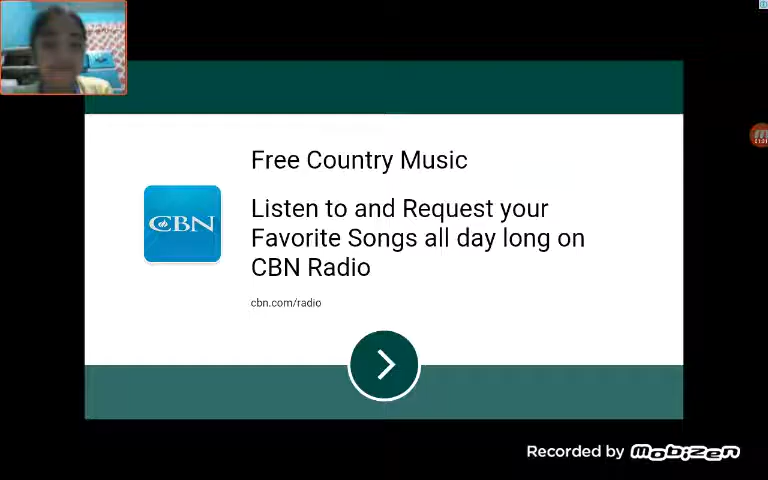 Free Country Music
Listen to and Request your
Favorite Songs all day long on
CBN Radio
CBN
cbn.com/radio
Recorded by mobizen